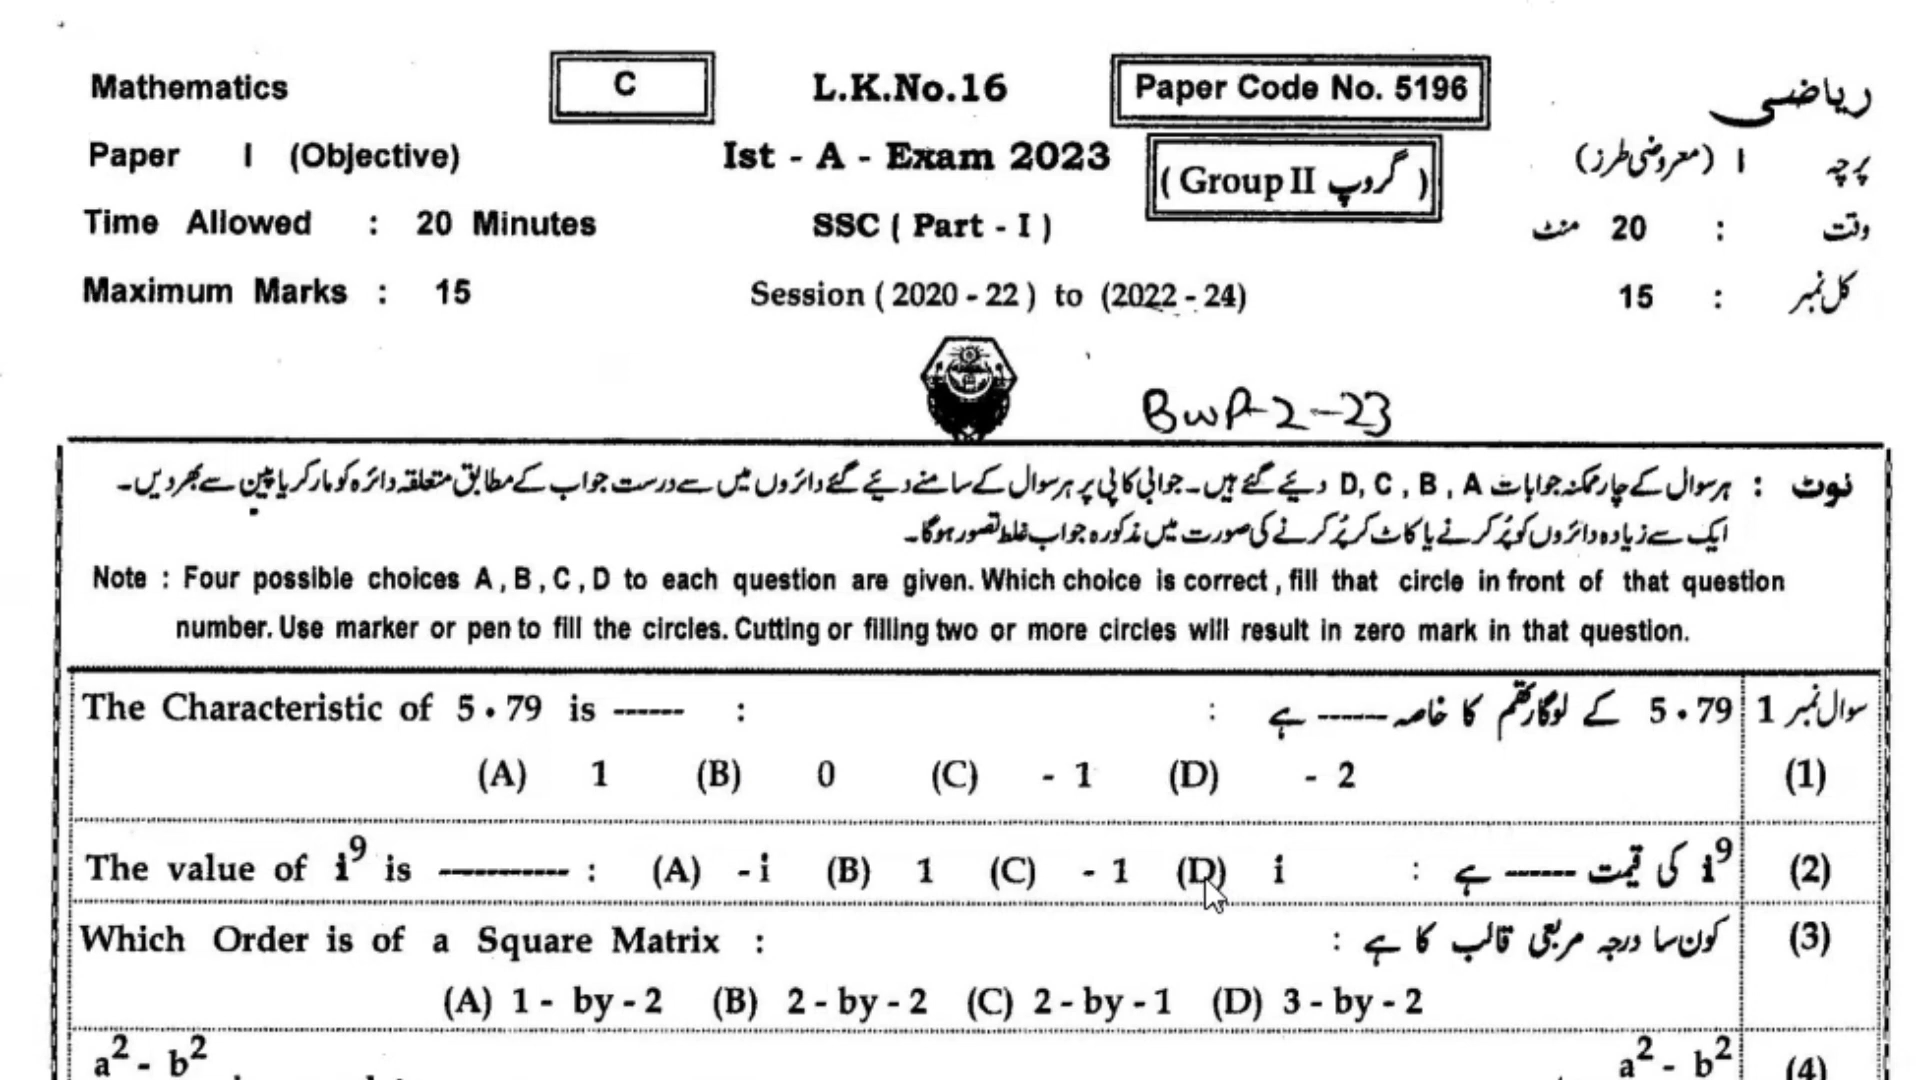 Mathematics C L.K.No.16 Paper Code No. 5196 ریاضی
Paper I (Objective) Ist - A - Exam 2023 ( Group II گروپ ) پرچہ I (معروضی طرز)
Time Allowed : 20 Minutes SSC ( Part - I ) وقت : 20 منٹ
Maximum Marks : 15 Session ( 2020 - 22 ) to (2022 - 24) کل نمبر : 15
BWP-2-23
نوٹ : ہر سوال کے چار ممکنہ جوابات D, C , B , A دیئے گئے ہیں۔ جوابی کاپی پر ہر سوال کے سامنے دیئے گئے دائروں میں سے درست جواب کے مطابق متعلقہ دائرہ کو مارکر یا پین سے بھر دیں۔
ایک سے زیادہ دائروں کو پُر کرنے یا کاٹ کر پُر کرنے کی صورت میں مذکورہ جواب غلط تصور ہوگا۔
Note : Four possible choices A , B , C , D to each question are given. Which choice is correct , fill that circle in front of that question
number. Use marker or pen to fill the circles. Cutting or filling two or more circles will result in zero mark in that question.
The Characteristic of 5 . 79 is ------ : 5 . 79 کے لوگارتھم کا خاصہ ------ ہے : سوال نمبر 1
(A) 1 (B) 0 (C) - 1 (D) - 2 (1)
The value of i⁹ is ----------- : (A) - i (B) 1 (C) - 1 (D) i i⁹ کی قیمت ------ ہے : (2)
Which Order is of a Square Matrix : کون سا درجہ مربعی قالب کا ہے : (3)
(A) 1 - by - 2 (B) 2 - by - 2 (C) 2 - by - 1 (D) 3 - by - 2
a² - b² a² - b² (4)